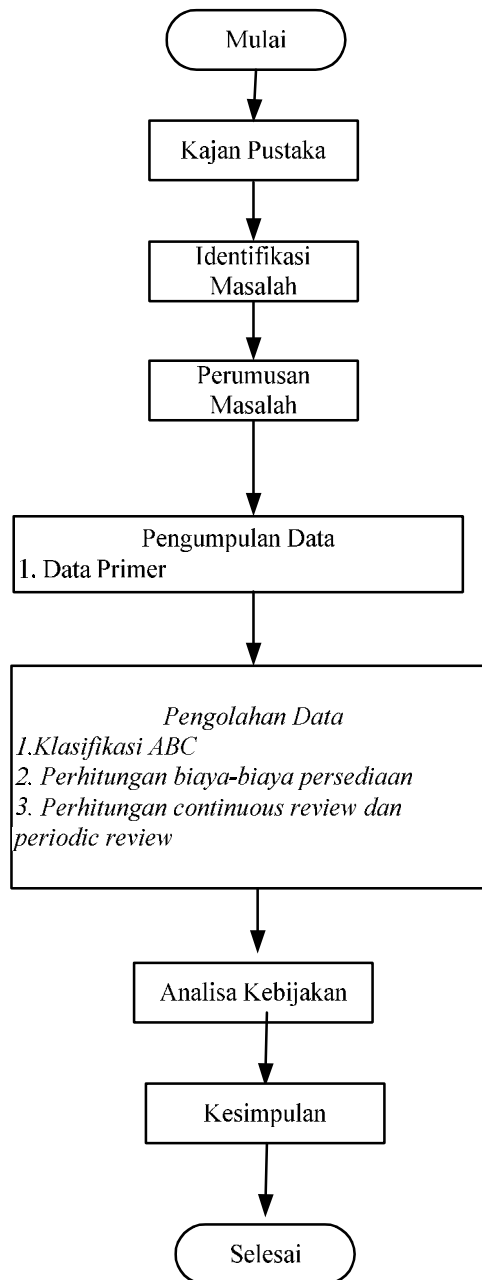 Mulai
Kajan Pustaka
Identifikasi
Masalah
Perumusan
Masalah
Pengumpulan Data
1. Data Primer
Pengolahan Data
1.Klasifikasi ABC
2. Perhitungan biaya-biaya persediaan
3. Perhitungan continuous review dan
periodic review
Analisa Kebijakan
Kesimpulan
Selesai